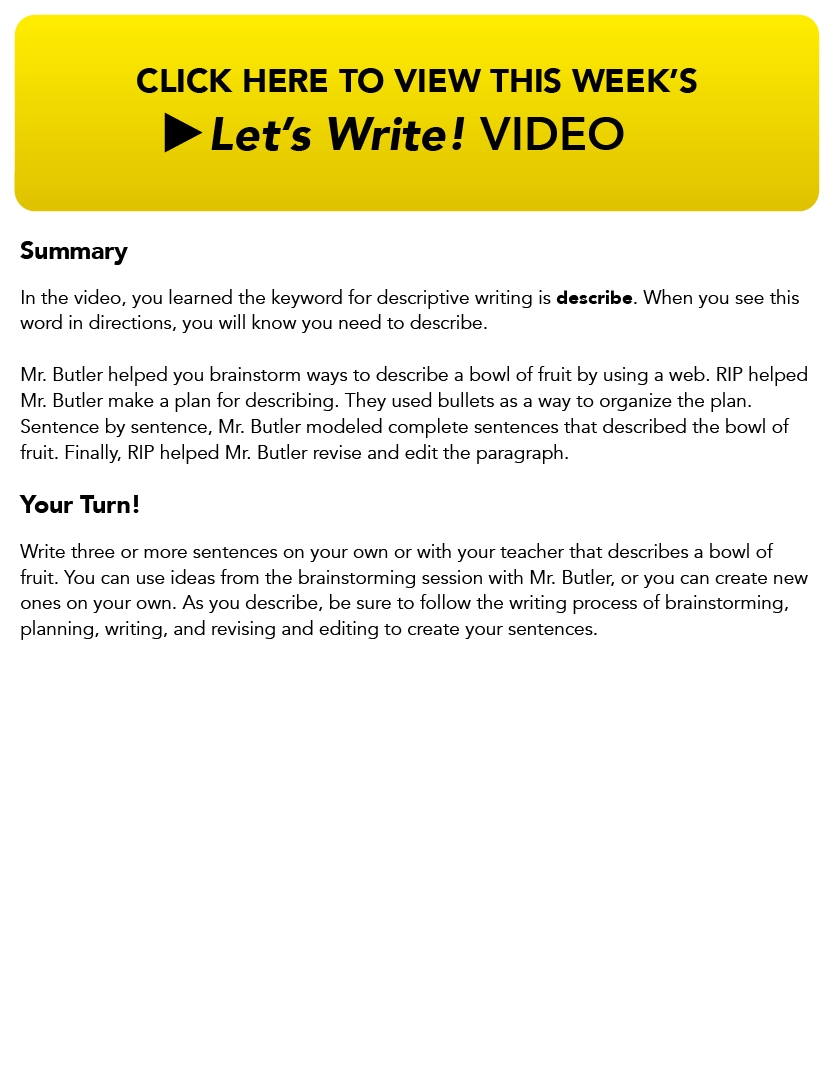 CLICK HERE TO VIEW THIS WEEK’S
Let’s Write! VIDEO
Summary
In the video, you learned the keyword for descriptive writing is describe. When you see this
word in directions, you will know you need to describe.
Mr. Butler helped you brainstorm ways to describe a bowl of fruit by using a web. RIP helped
Mr. Butler make a plan for describing. They used bullets as a way to organize the plan.
Sentence by sentence, Mr. Butler modeled complete sentences that described the bowl of
fruit. Finally, RIP helped Mr. Butler revise and edit the paragraph.
Your Turn!
Write three or more sentences on your own or with your teacher that describes a bowl of
fruit. You can use ideas from the brainstorming session with Mr. Butler, or you can create new
ones on your own. As you describe, be sure to follow the writing process of brainstorming,
planning, writing, and revising and editing to create your sentences.